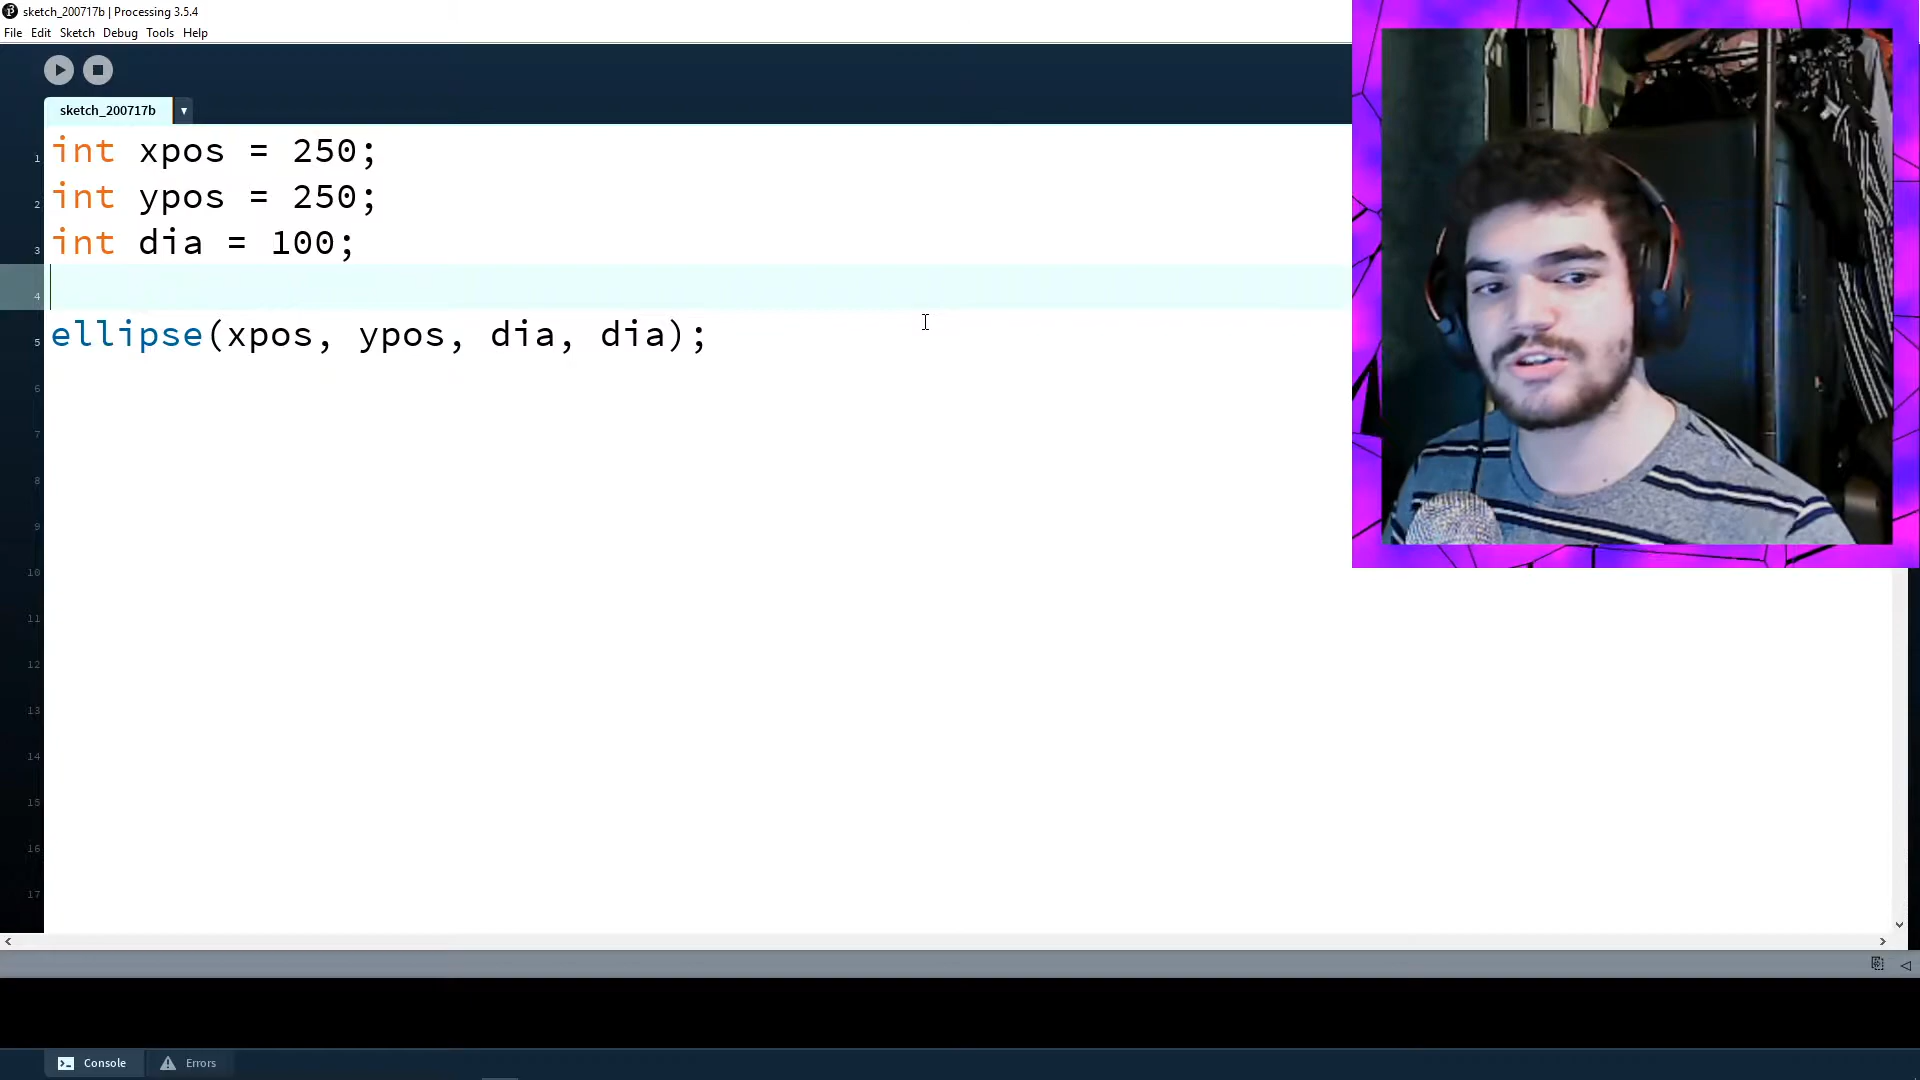 sketch_200717b | Processing 3.5.4
File Edit Sketch Debug Tools Help
sketch_200717b ▼
1 int xpos = 250;
2 int ypos = 250;
3 int dia = 100;
4
5 ellipse(xpos, ypos, dia, dia);
6
7
8
9
10
11
12
13
14
15
16
17
Console Errors